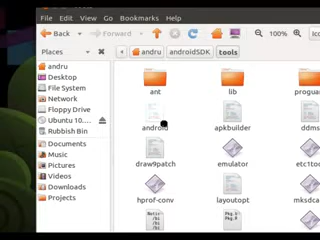 File Edit View Go Bookmarks Help
Back Forward 100%
Places andru androidSDK tools
andru
Desktop
File System
Network
Floppy Drive
Ubuntu 10....
Rubbish Bin
Documents
Music
Pictures
Videos
Downloads
Projects
ant lib
android apkbuilder ddms
draw9patch emulator
hprof-conv layoutopt